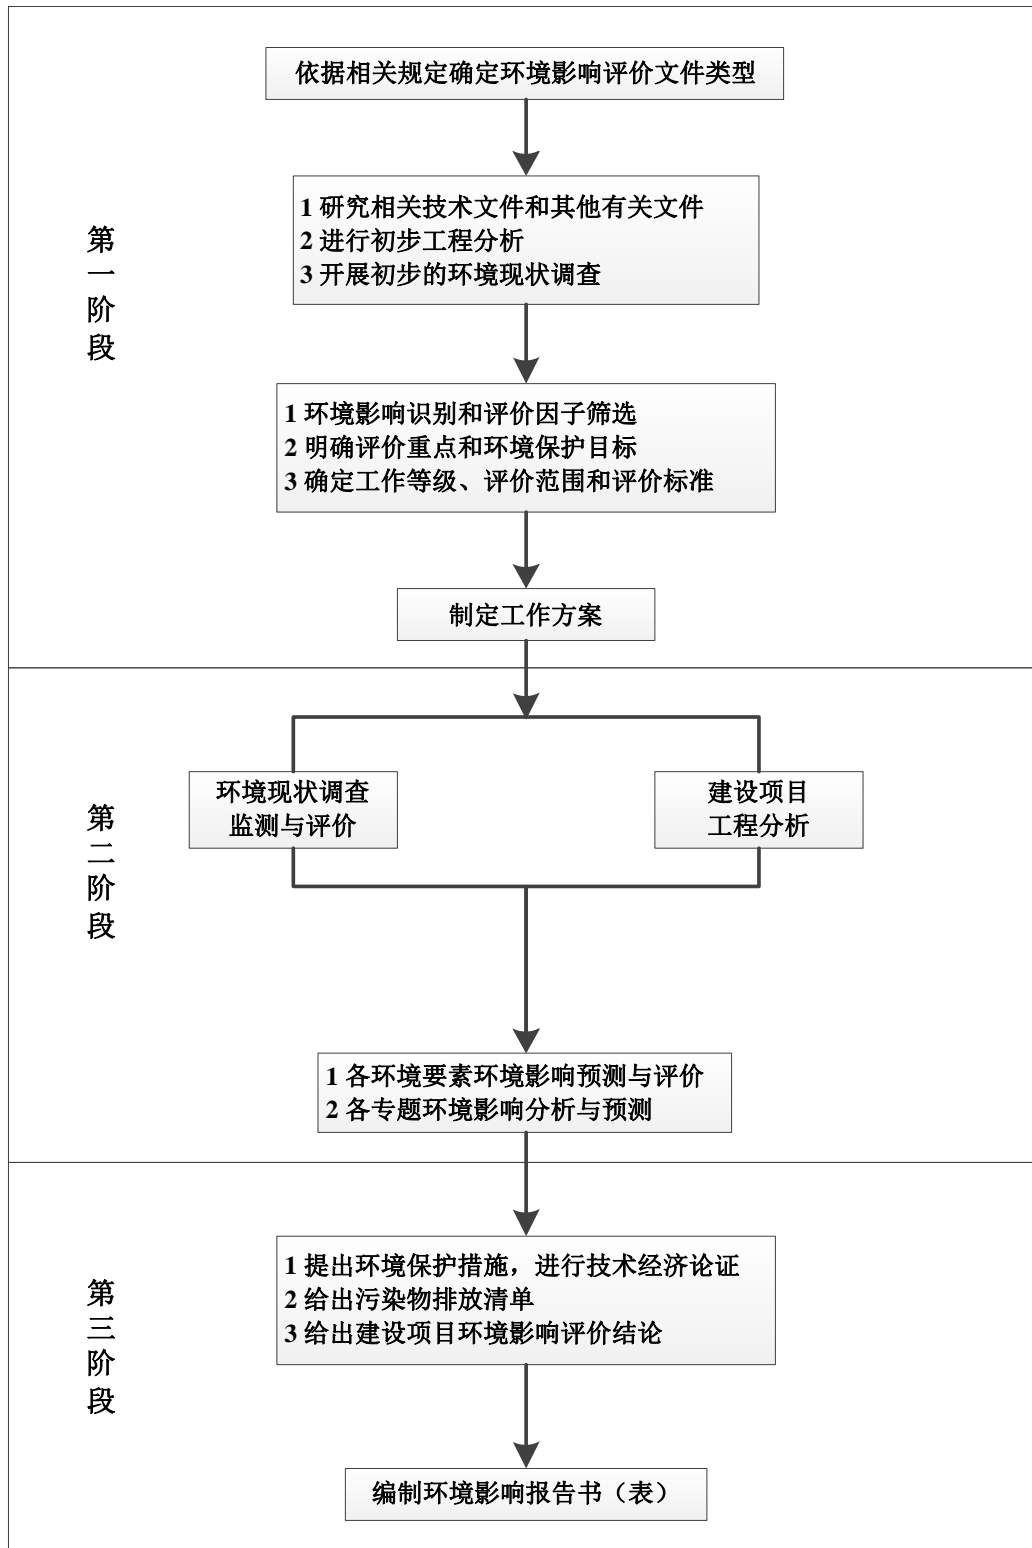 依据相关规定确定环境影响评价文件类型
1 研究相关技术文件和其他有关文件
2 进行初步工程分析
3 开展初步的环境现状调查
第一阶段
1 环境影响识别和评价因子筛选
2 明确评价重点和环境保护目标
3 确定工作等级、评价范围和评价标准
制定工作方案
环境现状调查
监测与评价
建设项目
工程分析
第二阶段
1 各环境要素环境影响预测与评价
2 各专题环境影响分析与预测
1 提出环境保护措施，进行技术经济论证
2 给出污染物排放清单
3 给出建设项目环境影响评价结论
第三阶段
编制环境影响报告书（表）